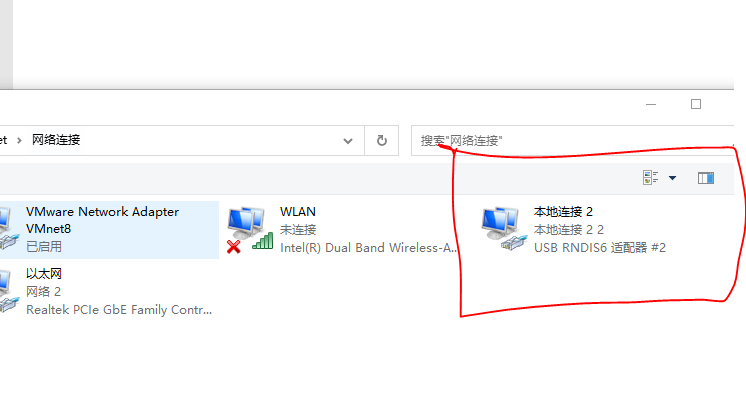 et > 网络连接
搜索"网络连接"
VMware Network Adapter
VMnet8
已启用
WLAN
未连接
Intel(R) Dual Band Wireless-A...
本地连接 2
本地连接 2 2
USB RNDIS6 适配器 #2
以太网
网络 2
Realtek PCIe GbE Family Contr...